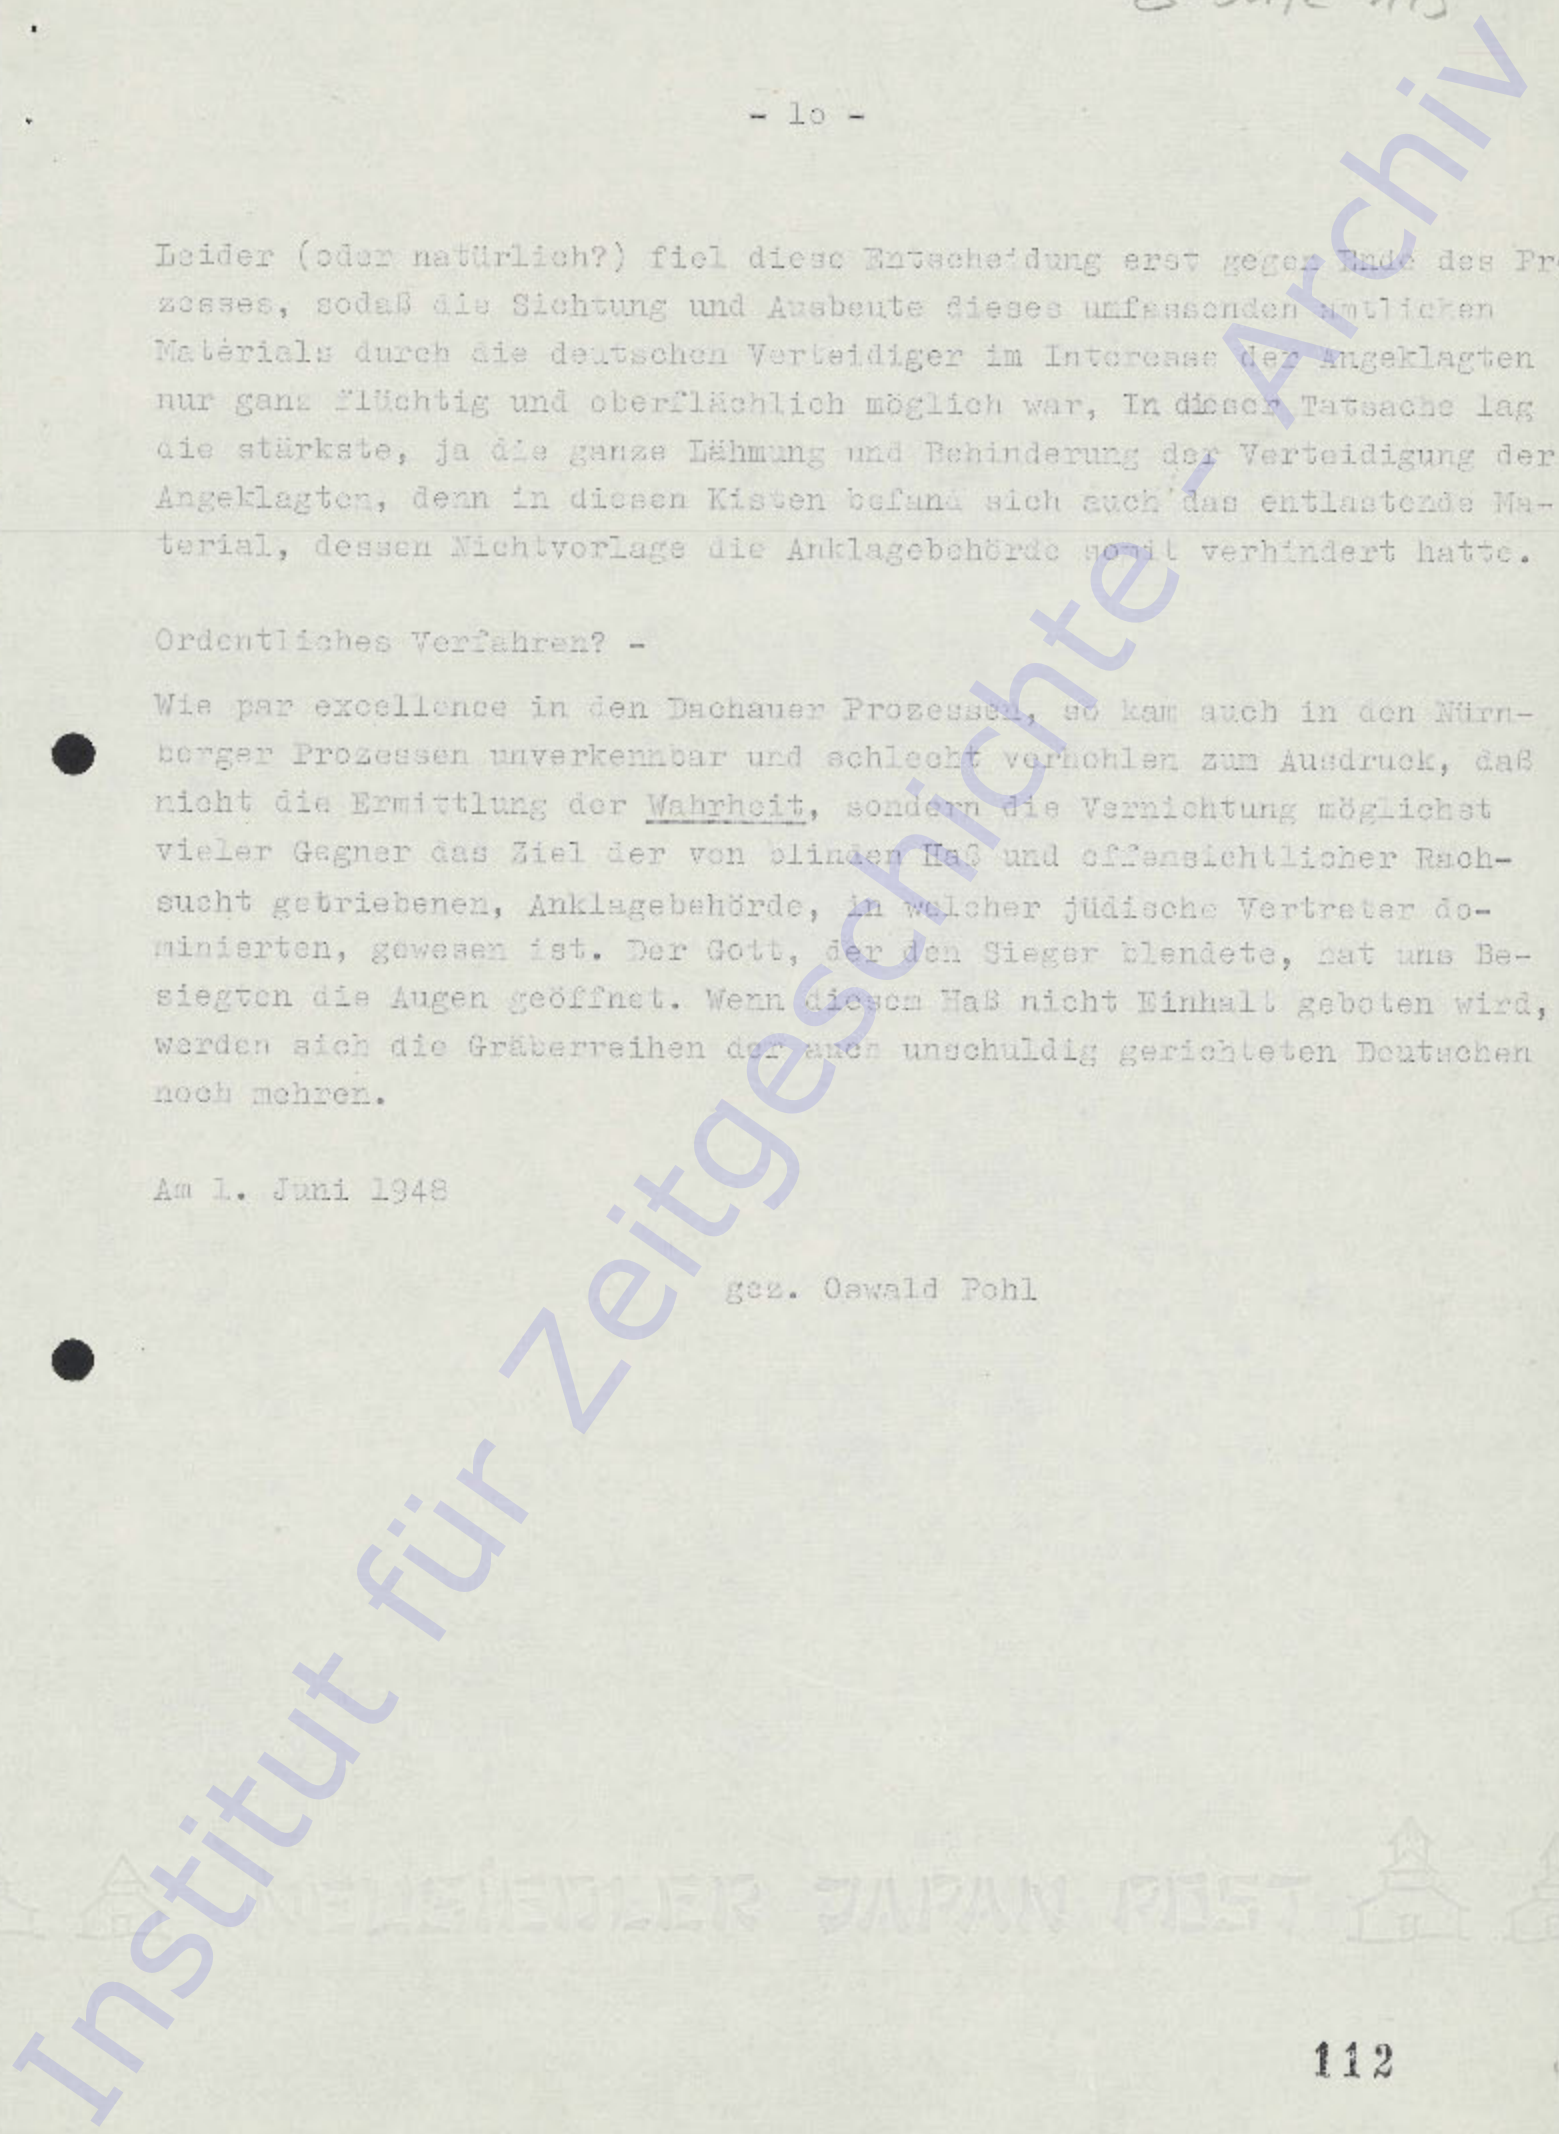 - lo -
Leider (oder natürlich?) fiel diese Entscheidung erst gegen Ende des Pro
zesses, sodaß die Sichtung und Ausbeute dieses umfassenden amtlichen
Materials durch die deutschen Verteidiger im Interesse der Angeklagten
nur ganz flüchtig und oberflächlich möglich war, In dieser Tatsache lag
die stärkste, ja die ganze Lähmung und Behinderung der Verteidigung der
Angeklagten, denn in diesen Kisten befand sich auch das entlastende Ma-
terial, dessen Nichtvorlage die Anklagebehörde somit verhindert hatte.
Ordentliches Verfahren? -
Wie par excellence in den Dachauer Prozessen, so kam auch in den Nürn-
berger Prozessen unverkennbar und schlecht verhohlen zum Ausdruck, daß
nicht die Ermittlung der Wahrheit, sondern die Vernichtung möglichst
vieler Gegner das Ziel der von blinden Haß und offensichtlicher Rach-
sucht getriebenen, Anklagebehörde, in welcher jüdische Vertreter do-
minierten, gewesen ist. Der Gott, der den Sieger blendete, hat uns Be-
siegten die Augen geöffnet. Wenn diesem Haß nicht Einhalt geboten wird,
werden sich die Gräberreihen der auch unschuldig gerichteten Deutschen
noch mehren.
Am 1. Juni 1948
gez. Oswald Pohl
112
Institut für Zeitgeschichte - Archiv